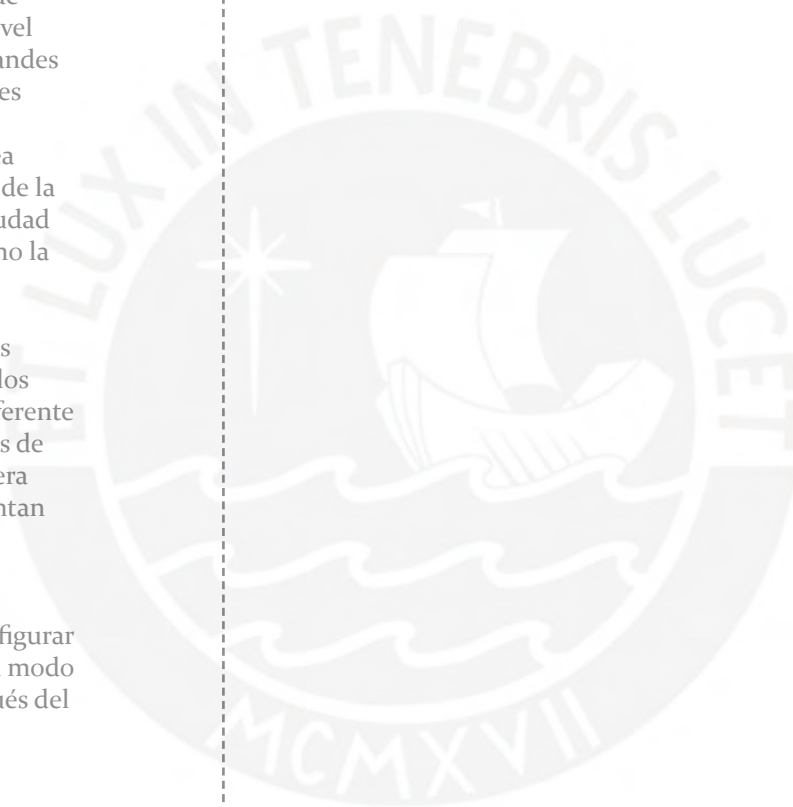 vel
andes
es
a
de la
udad
no la
s
los
ferente
s de
era
ntan
figurar
modo
ués del
ET LUX IN TENEBRIS LUCET
MCMXVII